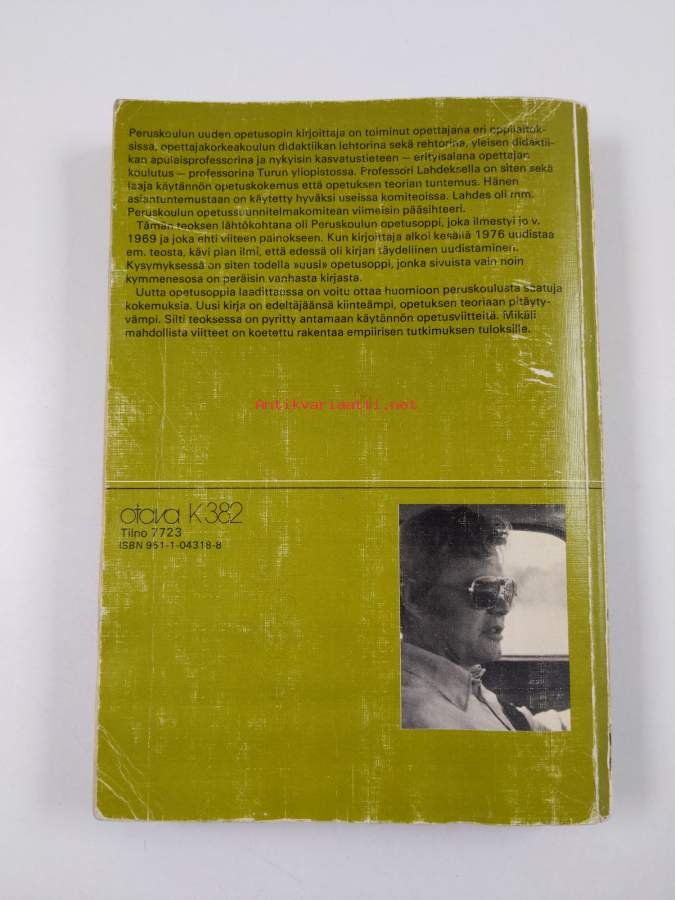 Peruskoulun uuden opetusopin kirjoittaja on toiminut opettajana eri oppilaitok-
sissa, opettajakorkeakoulun didaktiikan lehtorina sekä rehtorina, yleisen didaktii-
kan apulaisprofessorina ja nykyisin kasvatustieteen — erityisalana opettajan
koulutus — professorina Turun yliopistossa. Professori Lahdeksella on siten sekä
laaja käytännön opetuskokemus että opetuksen teorian tuntemus. Hänen
asiantuntemustaan on käytetty hyväksi useissa komiteoissa. Lahdes oli mm.
Peruskoulun opetussuunnitelmakomitean viimeisin pääsihteeri.
Tämän teoksen lähtökohtana oli Peruskoulun opetusoppi, joka ilmestyi jo v.
1969 ja joka ehti viiteen painokseen. Kun kirjoittaja alkoi kesällä 1976 uudistaa
em. teosta, kävi pian ilmi, että edessä oli kirjan täydellinen uudistaminen.
Kysymyksessä on siten todella »uusi» opetusoppi, jonka sivuista vain noin
kymmenesosa on peräisin vanhasta kirjasta.
Uutta opetusoppia laadittaessa on voitu ottaa huomioon peruskoulusta saatuja
kokemuksia. Uusi kirja on edeltäjäänsä kiinteämpi, opetuksen teoriaan pitäyty-
vämpi. Silti teoksessa on pyritty antamaan käytännön opetusviitteitä. Mikäli
mahdollista viitteet on koetettu rakentaa empiirisen tutkimuksen tuloksille.
Antikvariaatti.net
otava K 382
Tilno 7723
ISBN 951-1-04318-8